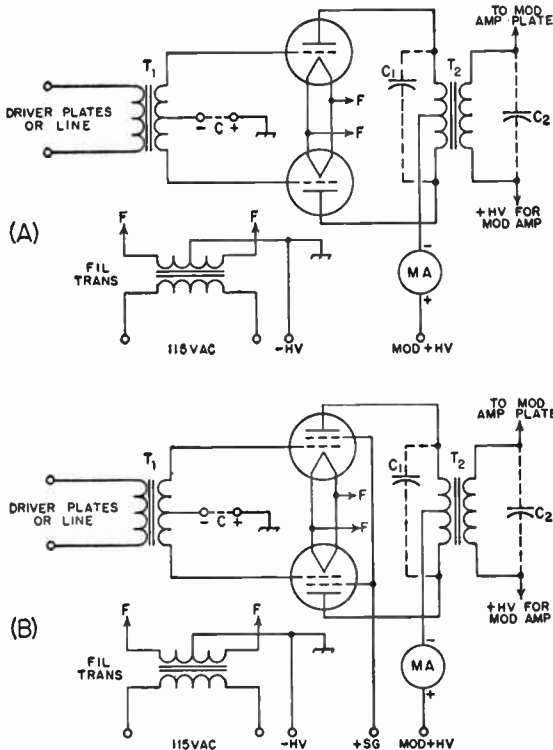 TO MOD
AMP PLATE
T1
C1
T2
DRIVER PLATES
OR LINE
- C +
F
F
C2
(A)
F
F
+HV FOR
MOD AMP
FIL
TRANS
-
MA
+
115VAC
-HV
MOD+HV
TO MOD
AMP PLATE
T1
C1
T2
DRIVER PLATES
OR LINE
- C +
F
F
C2
(B)
F
F
+HV FOR
MOD AMP
FIL
TRANS
-
MA
+
115VAC
-HV
+SG
MOD+HV